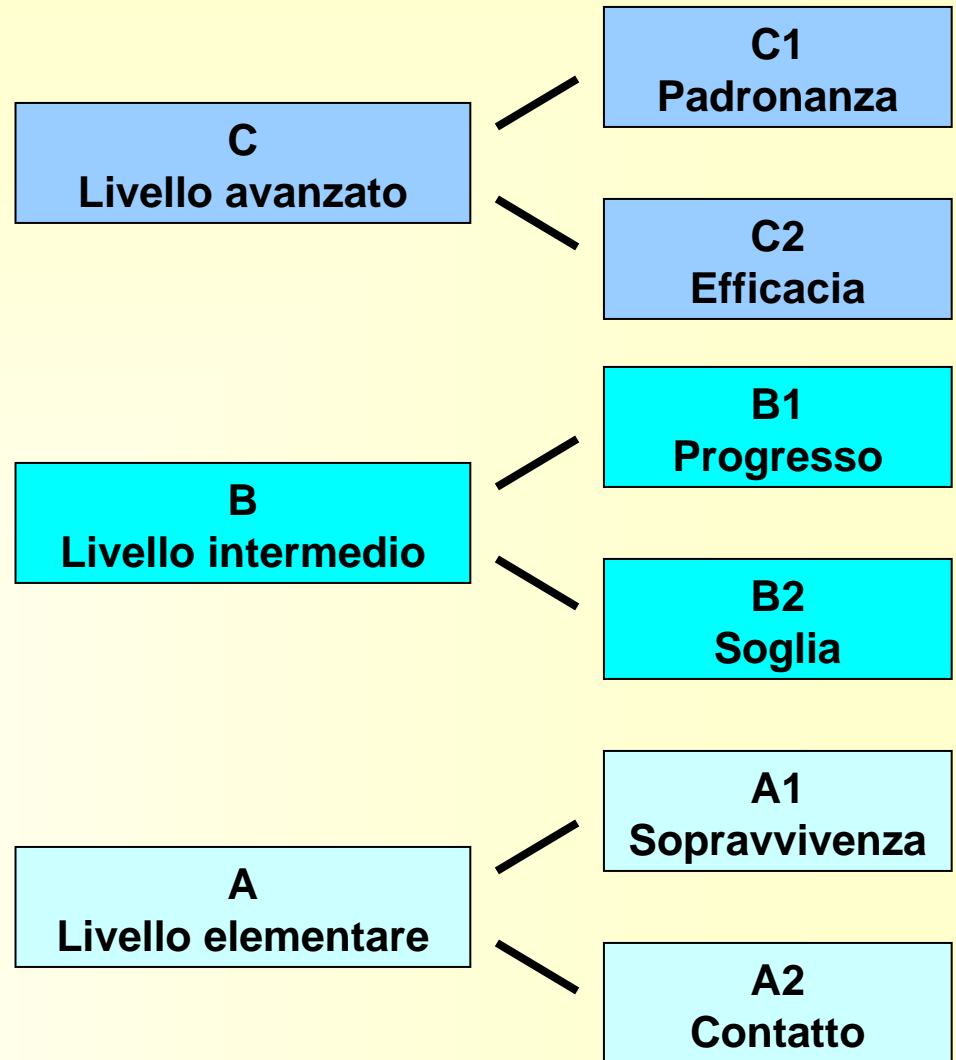 C
Livello avanzato
C1
Padronanza
C2
Efficacia
B
Livello intermedio
B1
Progresso
B2
Soglia
A
Livello elementare
A1
Sopravvivenza
A2
Contatto